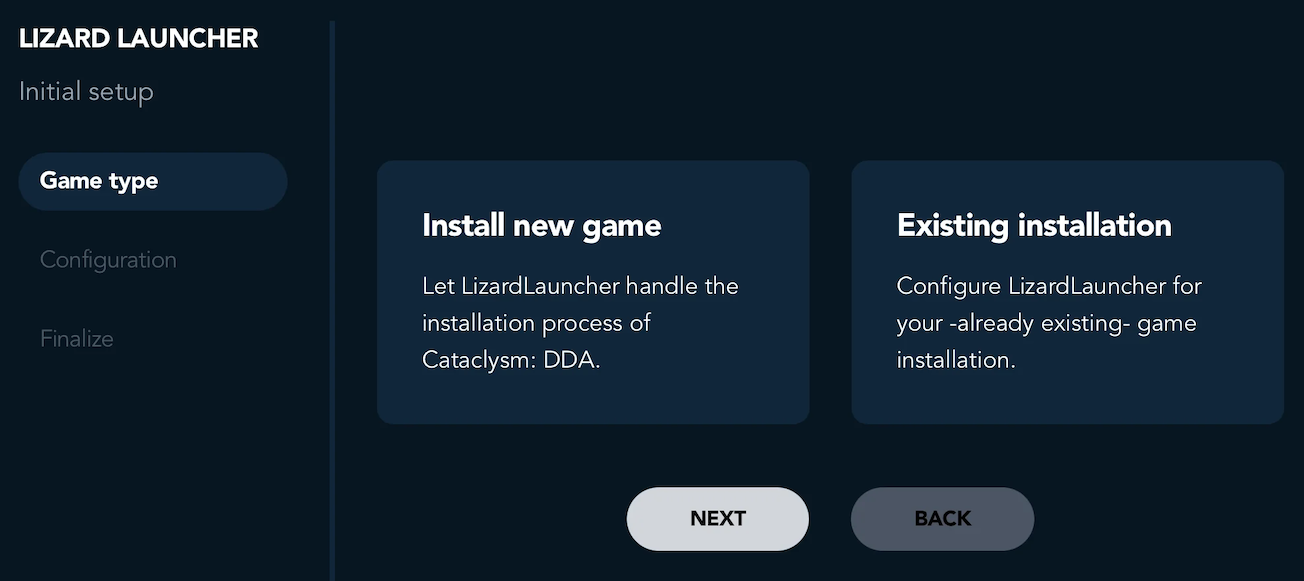 LIZARD LAUNCHER
Initial setup
Game type
Configuration
Finalize
Install new game
Let LizardLauncher handle the
installation process of
Cataclysm: DDA.
Existing installation
Configure LizardLauncher for
your -already existing- game
installation.
NEXT
BACK